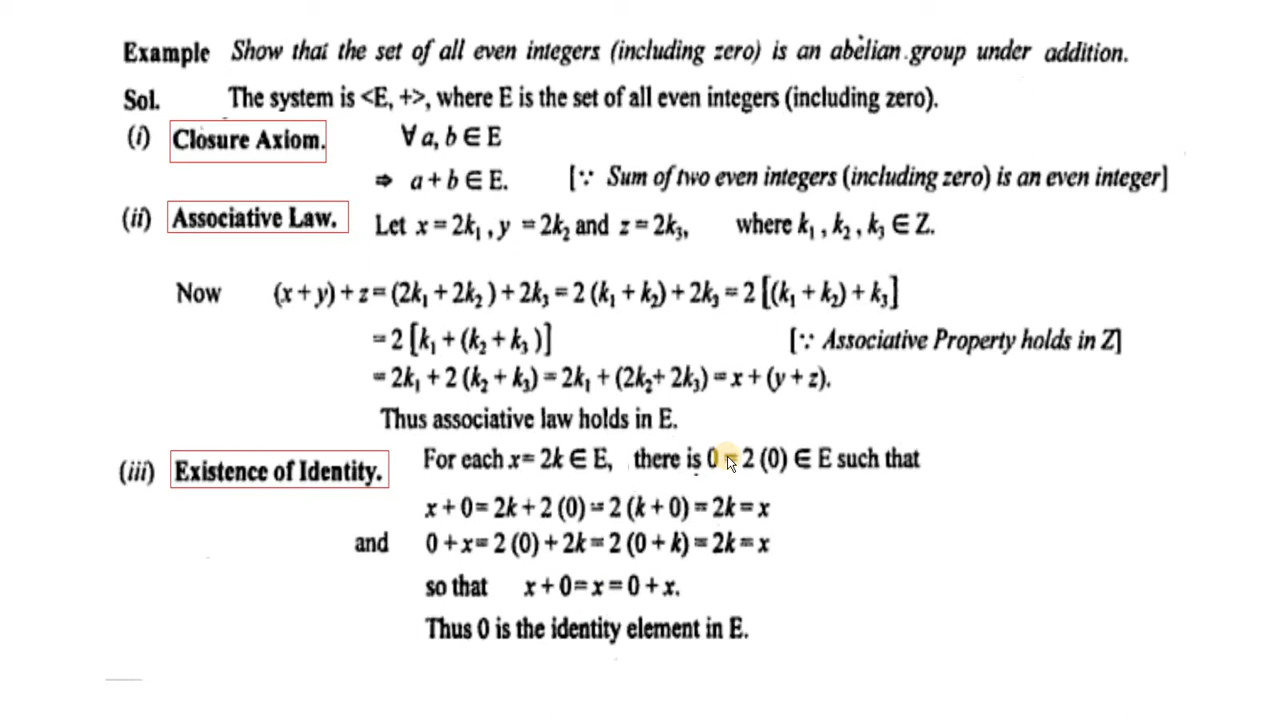 Example Show that the set of all even integers (including zero) is an abelian group under addition.
Sol. The system is <E, +>, where E is the set of all even integers (including zero).
(i) Closure Axiom. ∀ a, b ∈ E
⇒ a + b ∈ E. [∵ Sum of two even integers (including zero) is an even integer]
(ii) Associative Law. Let x = 2k₁, y = 2k₂ and z = 2k₃, where k₁, k₂, k₃ ∈ Z.
Now (x + y) + z = (2k₁ + 2k₂) + 2k₃ = 2 (k₁ + k₂) + 2k₃ = 2 [(k₁ + k₂) + k₃]
= 2 [k₁ + (k₂ + k₃)] [∵ Associative Property holds in Z]
= 2k₁ + 2 (k₂ + k₃) = 2k₁ + (2k₂ + 2k₃) = x + (y + z).
Thus associative law holds in E.
(iii) Existence of Identity. For each x = 2k ∈ E, there is 0 = 2 (0) ∈ E such that
x + 0 = 2k + 2 (0) = 2 (k + 0) = 2k = x
and 0 + x = 2 (0) + 2k = 2 (0 + k) = 2k = x
so that x + 0 = x = 0 + x.
Thus 0 is the identity element in E.